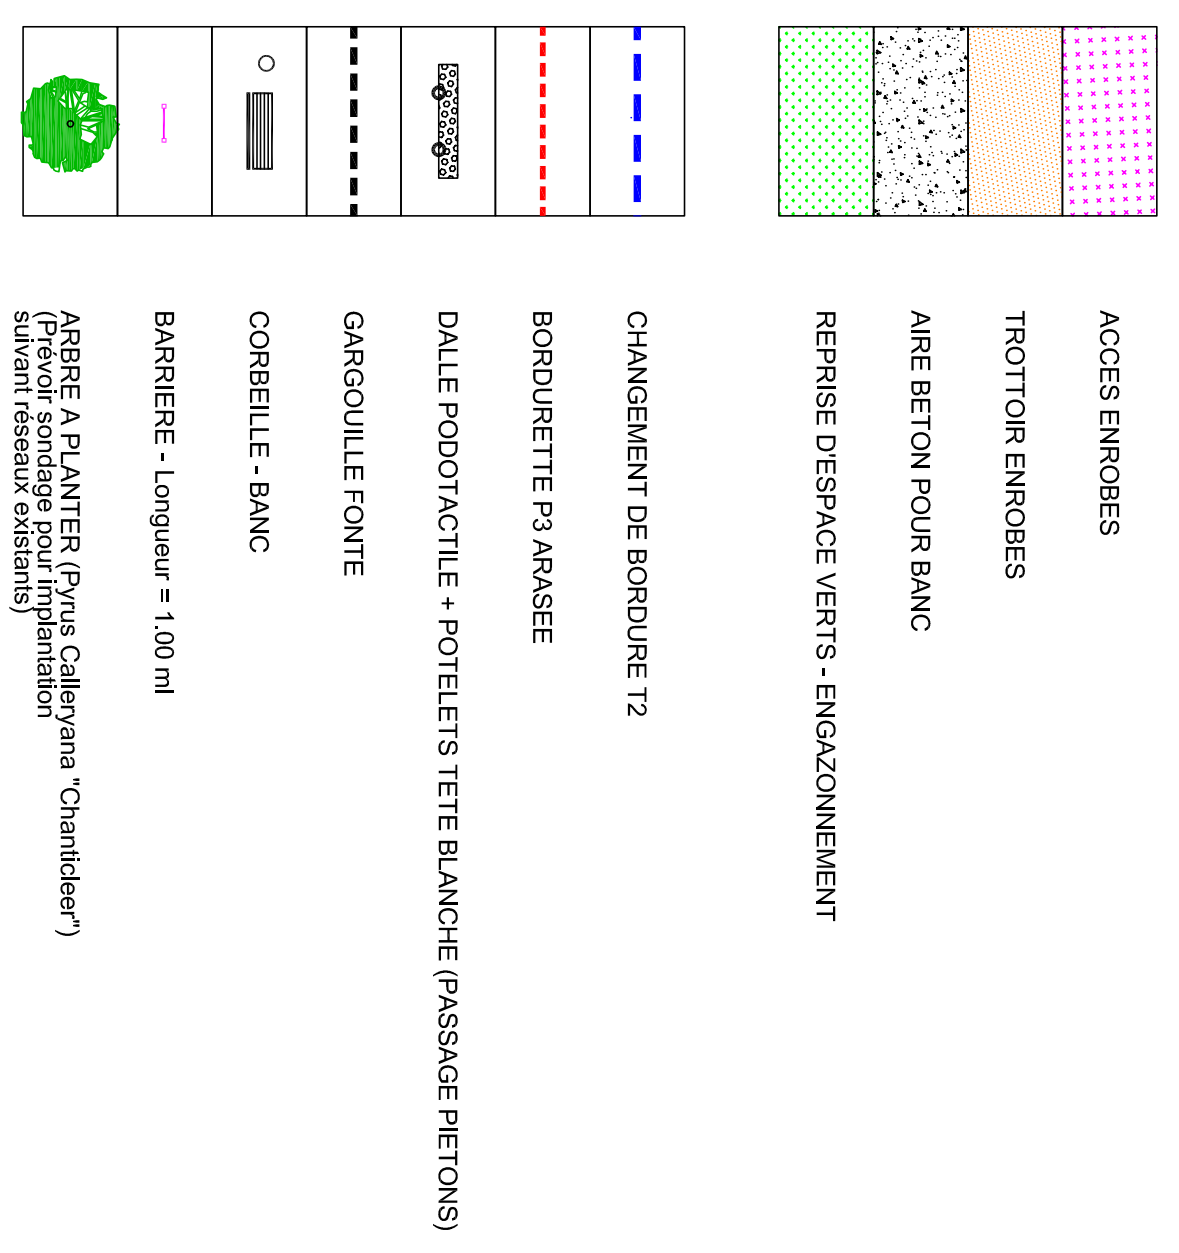 ACCES ENROBES
TROTTOIR ENROBES
AIRE BETON POUR BANC
REPRISE D'ESPACE VERTS - ENGAZONNEMENT
CHANGEMENT DE BORDURE T2
BORDURETTE P3 ARASEE
DALLE PODOTACTILE + POTELETS TETE BLANCHE (PASSAGE PIETONS)
GARGOUILLE FONTE
CORBEILLE - BANC
BARRIERE - Longueur = 1.00 ml
ARBRE A PLANTER (Pyrus Calleryana "Chanticleer")
(Prévoir sondage pour implantation
suivant réseaux existants)